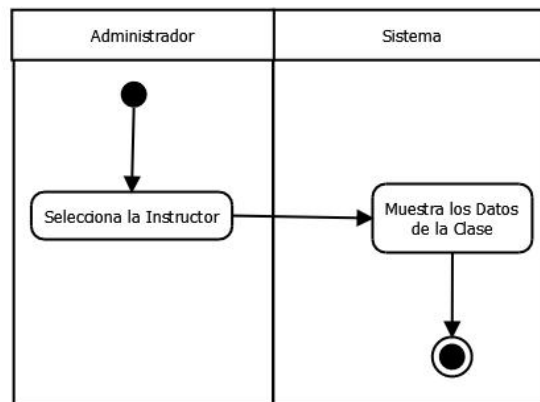 Administrador
Sistema
Selecciona la Instructor
Muestra los Datos
de la Clase